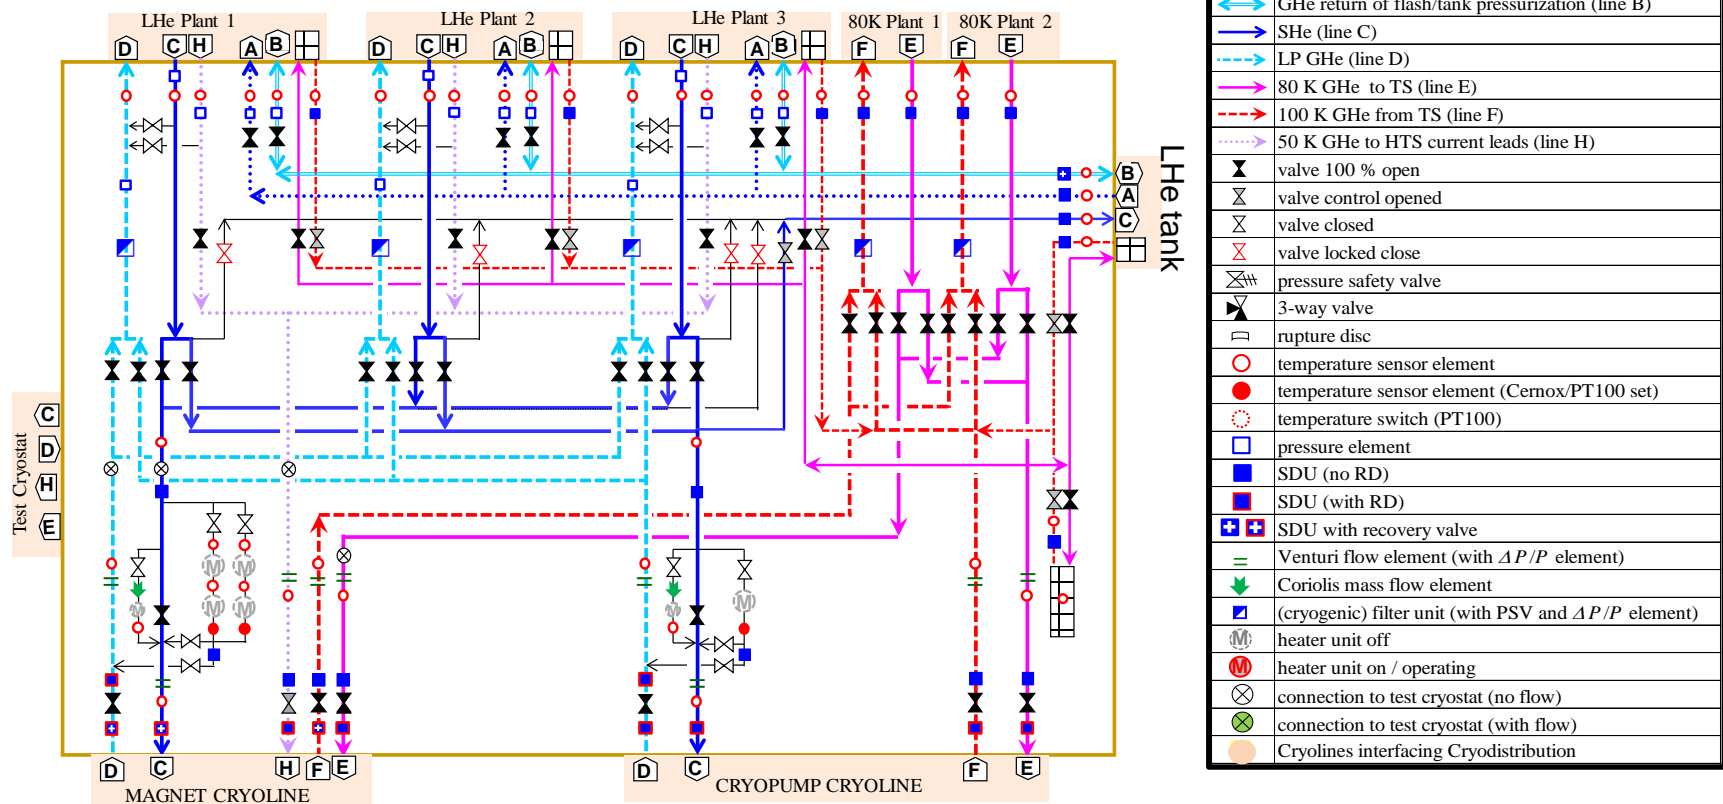 LHe Plant 1
LHe Plant 2
LHe Plant 3
80K Plant 1
80K Plant 2
D
C
H
A
B
D
C
H
A
B
D
C
H
A
B
F
E
F
E
B
A
C
LHe tank
C
D
H
E
Test Cryostat
M
M
M
M
M
M
M
D
C
H
F
E
D
C
F
E
MAGNET CRYOLINE
CRYOPUMP CRYOLINE
GHe return of flash/tank pressurization (line B)
SHe (line C)
LP GHe (line D)
80 K GHe to TS (line E)
100 K GHe from TS (line F)
50 K GHe to HTS current leads (line H)
valve 100 % open
valve control opened
valve closed
valve locked close
pressure safety valve
3-way valve
rupture disc
temperature sensor element
temperature sensor element (Cernox/PT100 set)
temperature switch (PT100)
pressure element
SDU (no RD)
SDU (with RD)
SDU with recovery valve
Venturi flow element (with ΔP/P element)
Coriolis mass flow element
(cryogenic) filter unit (with PSV and ΔP/P element)
M heater unit off
M heater unit on / operating
connection to test cryostat (no flow)
connection to test cryostat (with flow)
Cryolines interfacing Cryodistribution